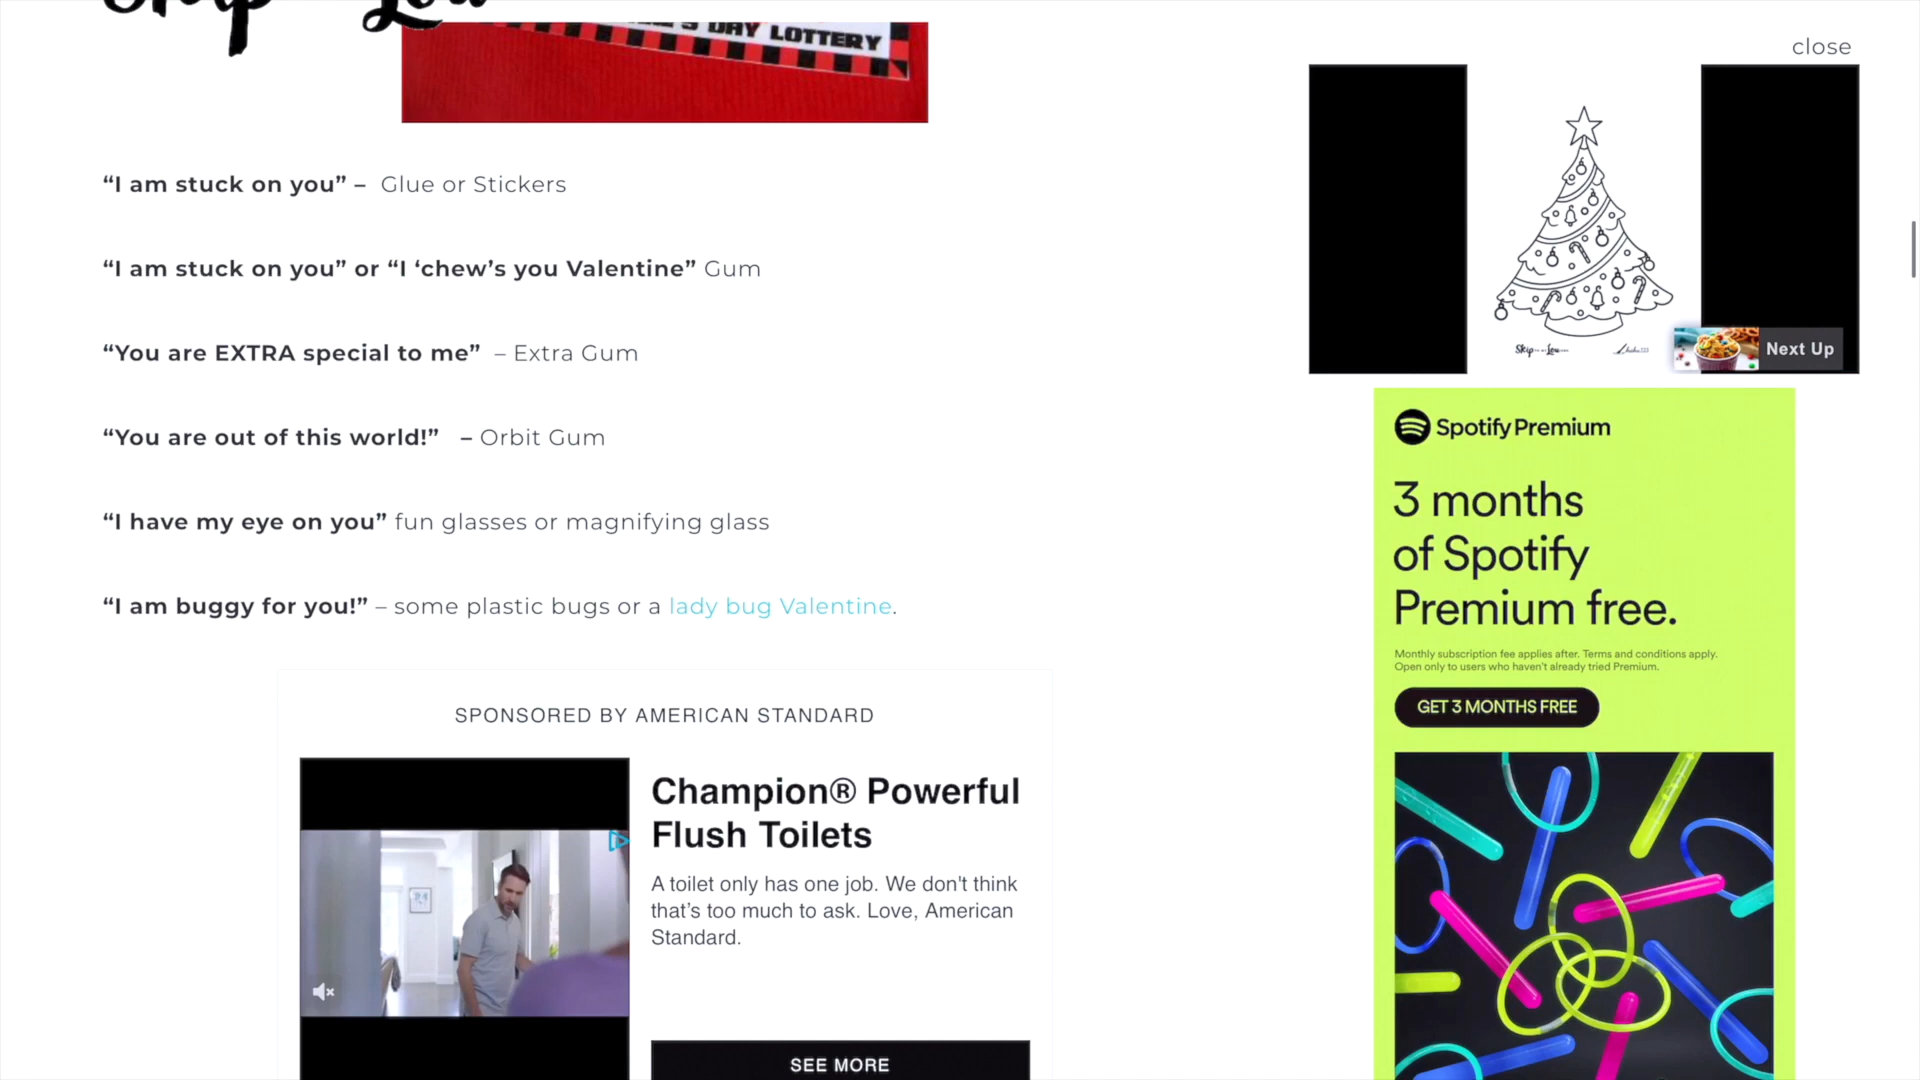 Skip Lou
'S DAY LOTTERY
close
“I am stuck on you” – Glue or Stickers
“I am stuck on you” or “I ‘chew’s you Valentine” Gum
“You are EXTRA special to me” – Extra Gum
“You are out of this world!” – Orbit Gum
“I have my eye on you” fun glasses or magnifying glass
“I am buggy for you!” – some plastic bugs or a lady bug Valentine.
SPONSORED BY AMERICAN STANDARD
Champion® Powerful
Flush Toilets
A toilet only has one job. We don't think
that’s too much to ask. Love, American
Standard.
SEE MORE
Skip Lou
Next Up
Spotify Premium
3 months
of Spotify
Premium free.
Monthly subscription fee applies after. Terms and conditions apply.
Open only to users who haven't already tried Premium.
GET 3 MONTHS FREE